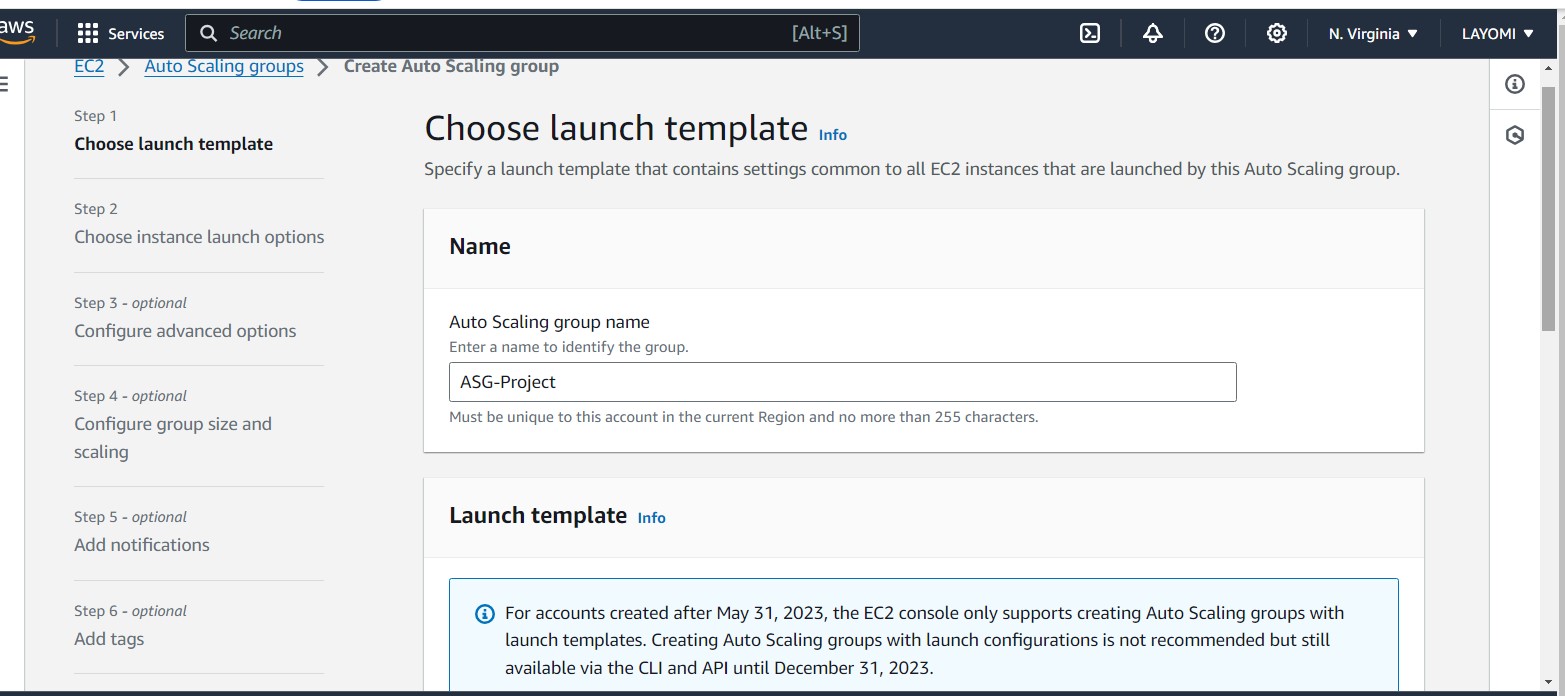 aws
Services
Search
[Alt+S]
N. Virginia ▼
LAYOMI ▼
EC2 > Auto Scaling groups > Create Auto Scaling group
Step 1
Choose launch template
Step 2
Choose instance launch options
Step 3 - optional
Configure advanced options
Step 4 - optional
Configure group size and
scaling
Step 5 - optional
Add notifications
Step 6 - optional
Add tags
Choose launch template Info
Specify a launch template that contains settings common to all EC2 instances that are launched by this Auto Scaling group.
Name
Auto Scaling group name
Enter a name to identify the group.
ASG-Project
Must be unique to this account in the current Region and no more than 255 characters.
Launch template Info
For accounts created after May 31, 2023, the EC2 console only supports creating Auto Scaling groups with
launch templates. Creating Auto Scaling groups with launch configurations is not recommended but still
available via the CLI and API until December 31, 2023.